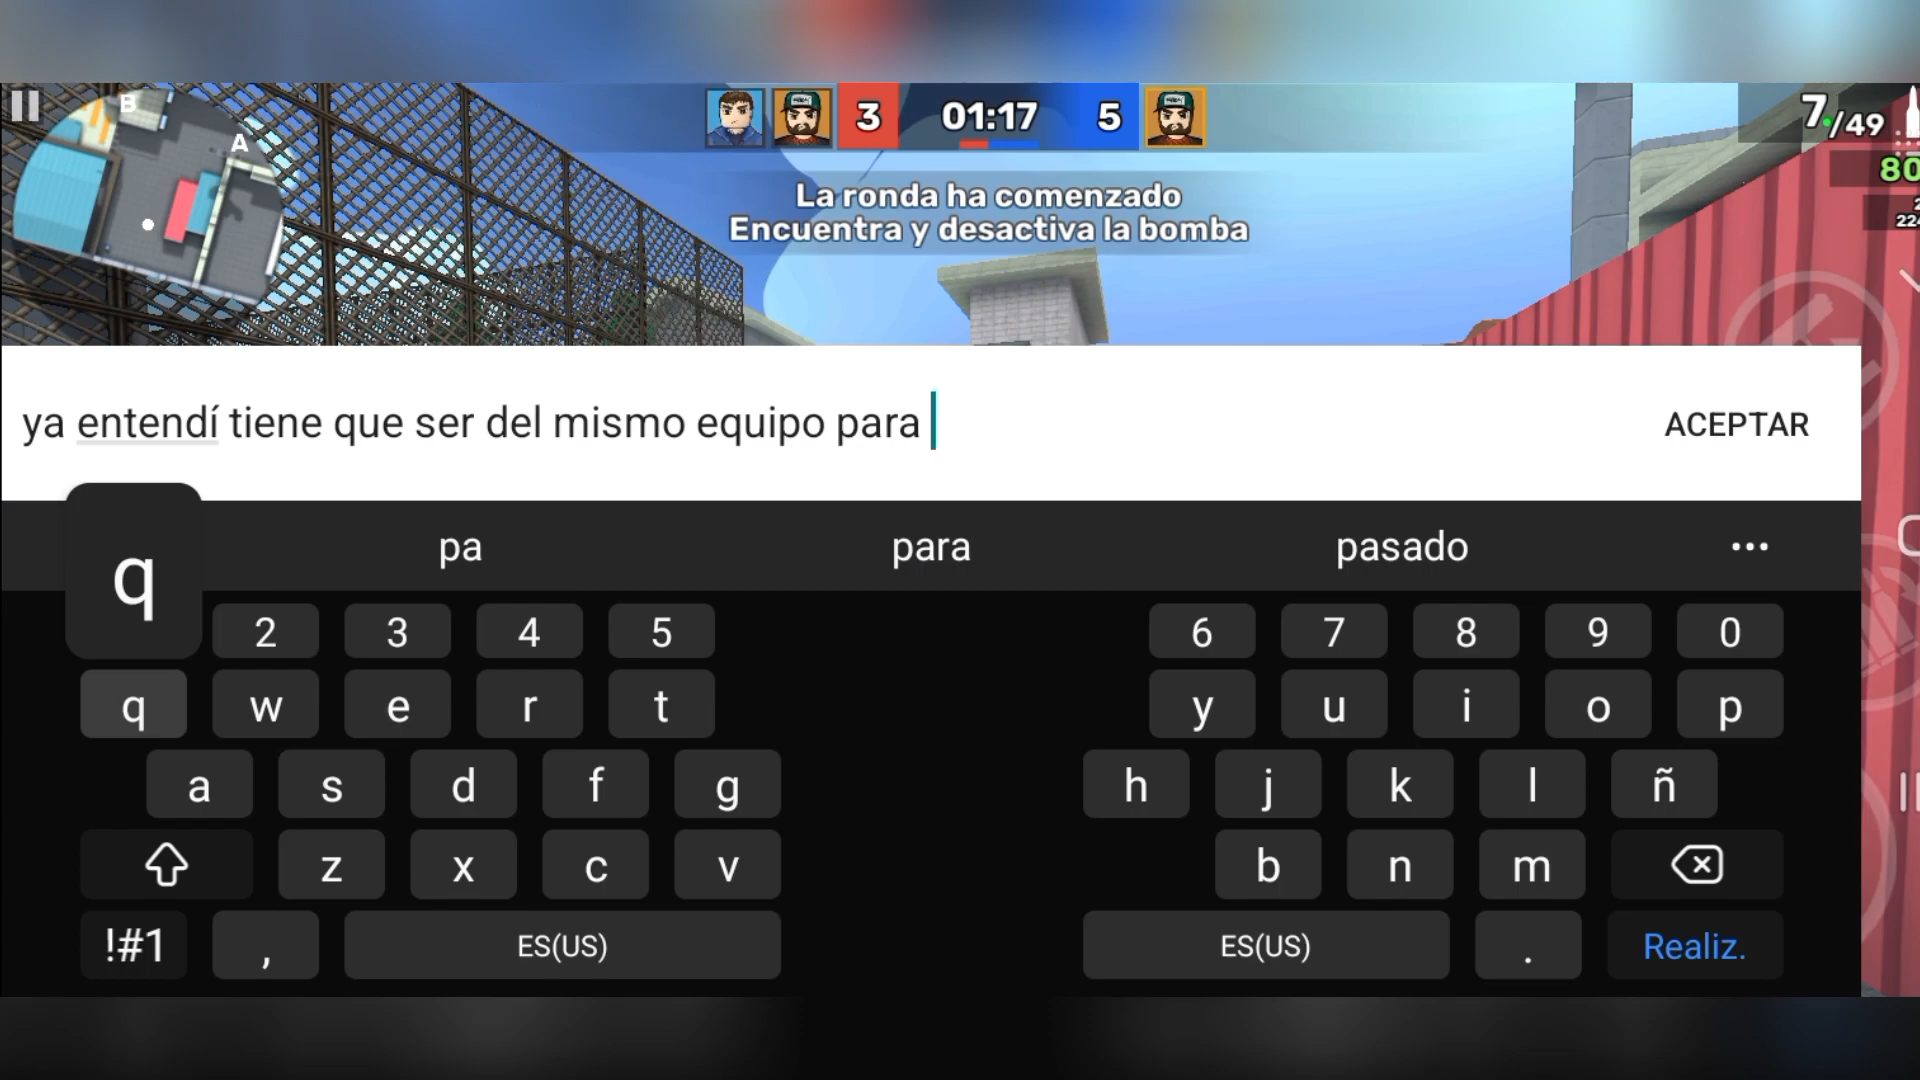 B
A
3
01:17
5
7/49
80
La ronda ha comenzado
Encuentra y desactiva la bomba
ya entendí tiene que ser del mismo equipo para
ACEPTAR
q
pa
para
pasado
...
2 3 4 5 6 7 8 9 0
q w e r t y u i o p
a s d f g h j k l ñ
z x c v b n m
!#1 , ES(US) ES(US) . Realiz.